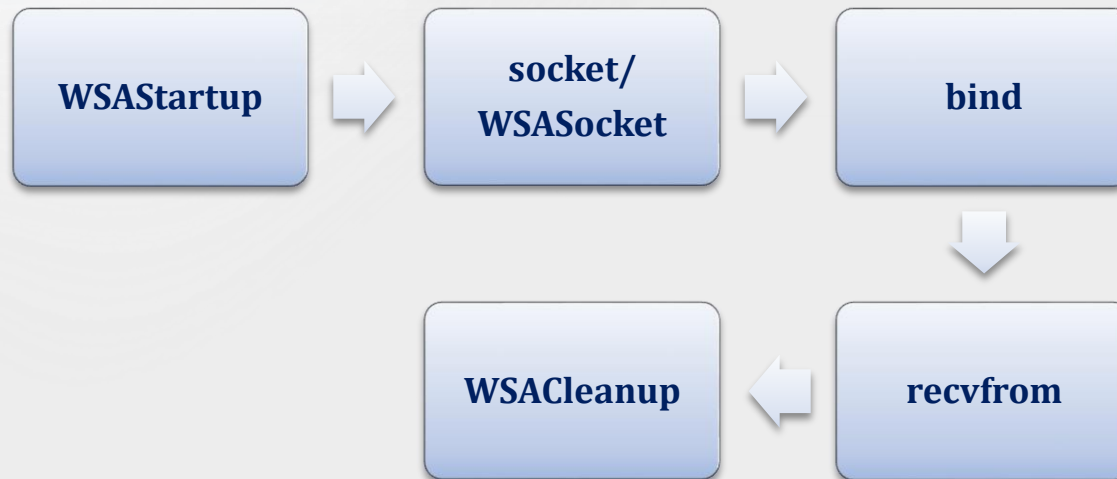 WSAStartup
socket/
WSASocket
bind
recvfrom
WSACleanup